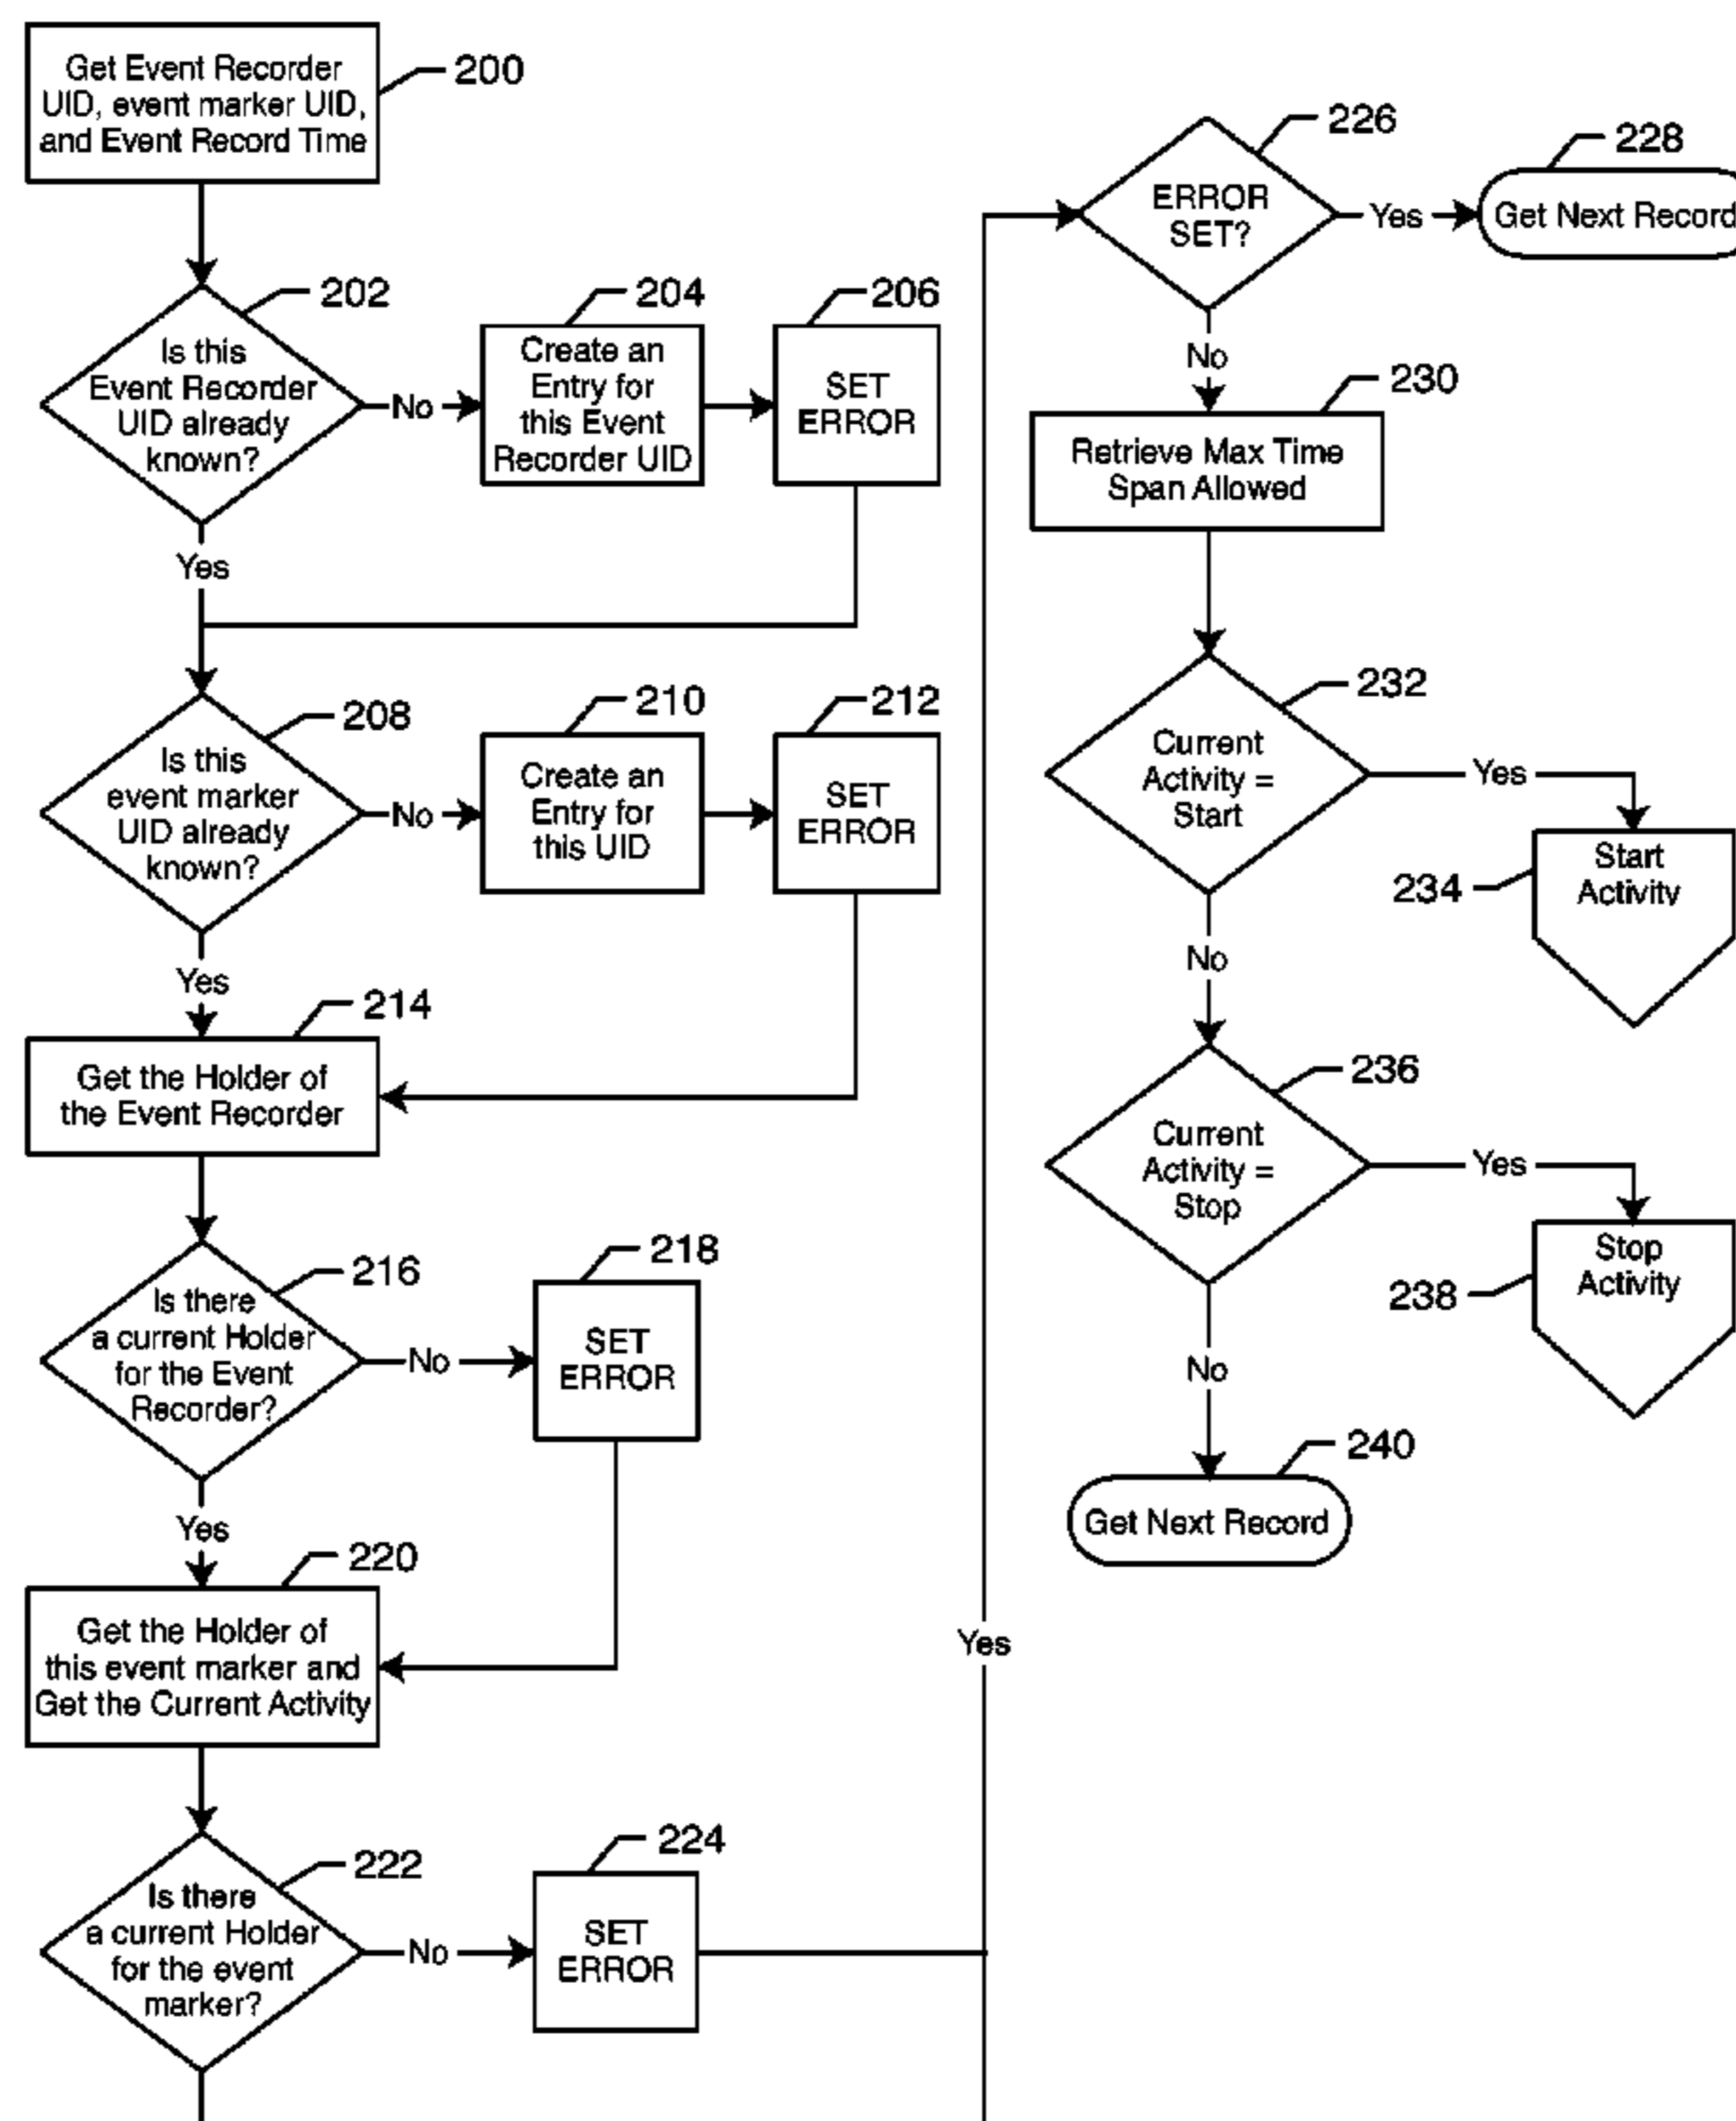 Get Event Recorder
UID, event marker UID,
and Event Record Time
200
Is this
Event Recorder
UID already
known?
202
No
Create an
Entry for
this Event
Recorder UID
204
SET
ERROR
206
Yes
Is this
event marker
UID already
known?
208
No
Create an
Entry for
this UID
210
SET
ERROR
212
Yes
Get the Holder of
the Event Recorder
214
Is there
a current Holder
for the Event
Recorder?
216
No
SET
ERROR
218
Yes
Get the Holder of
this event marker and
Get the Current Activity
220
Is there
a current Holder
for the event
marker?
222
No
SET
ERROR
224
Yes
ERROR
SET?
226
Yes
Get Next Record
228
No
Retrieve Max Time
Span Allowed
230
Current
Activity =
Start
232
Yes
Start
Activity
234
No
Current
Activity =
Stop
236
Yes
Stop
Activity
238
No
Get Next Record
240